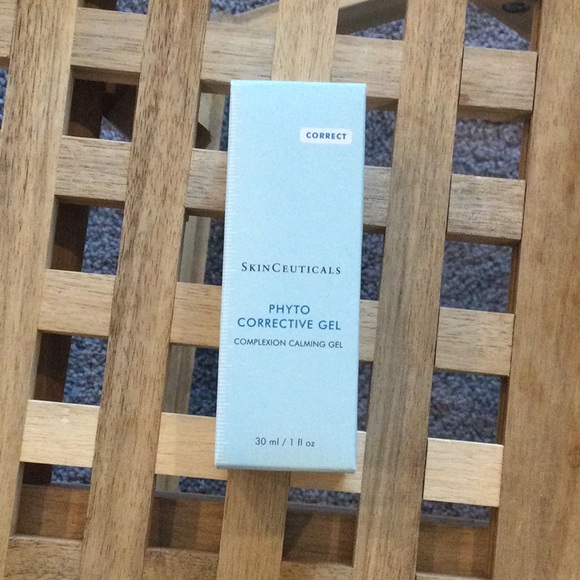 CORRECT
SKINCEUTICALS
PHYTO
CORRECTIVE GEL
COMPLEXION CALMING GEL
30 ml / 1 fl oz